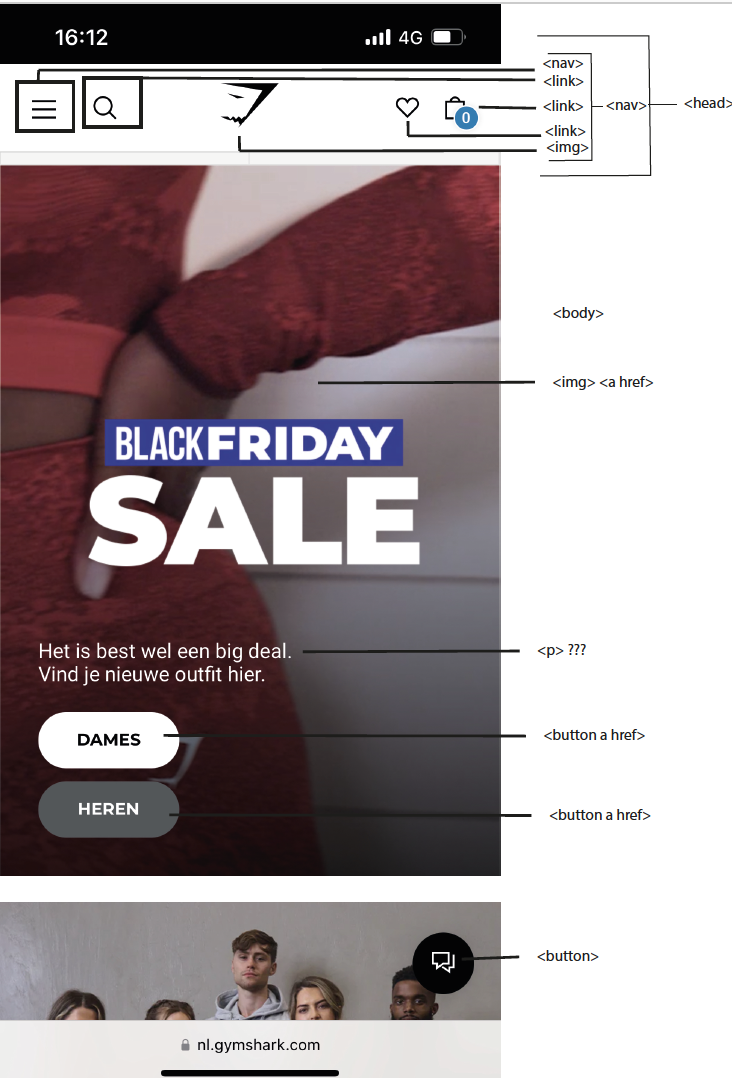 16:12
4G
<nav>
<link>
<link>
<nav>
<head>
0
<link>
<img>
<body>
<img> <a href>
BLACK FRIDAY
SALE
Het is best wel een big deal.
<p> ???
Vind je nieuwe outfit hier.
DAMES
<button a href>
HEREN
<button a href>
<button>
nl.gymshark.com